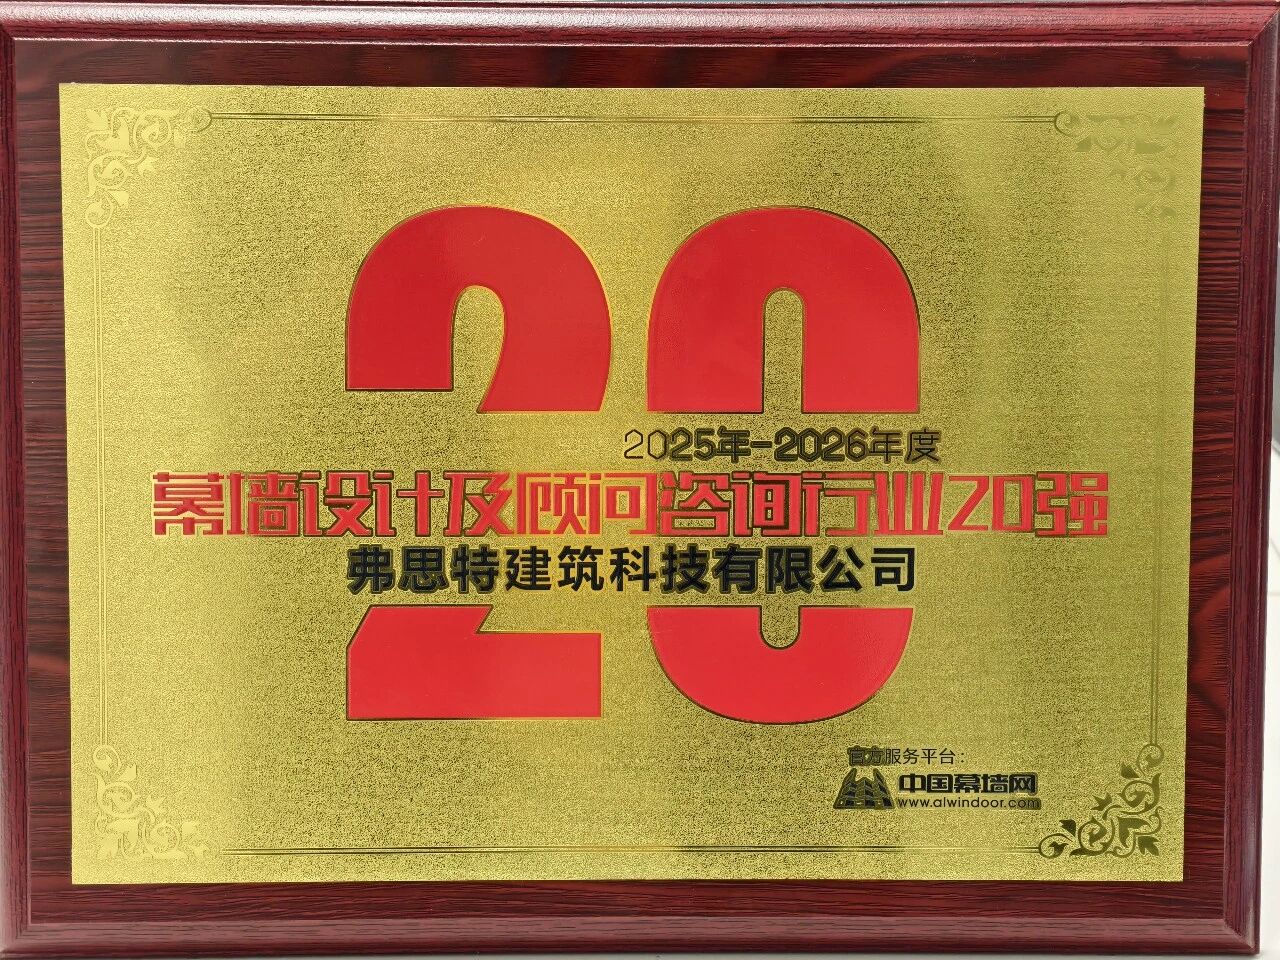 20
2025年-2026年度
幕墙设计及顾问咨询行业20强
弗思特建筑科技有限公司
官方服务平台：
中国幕墙网
www.alwindoor.com